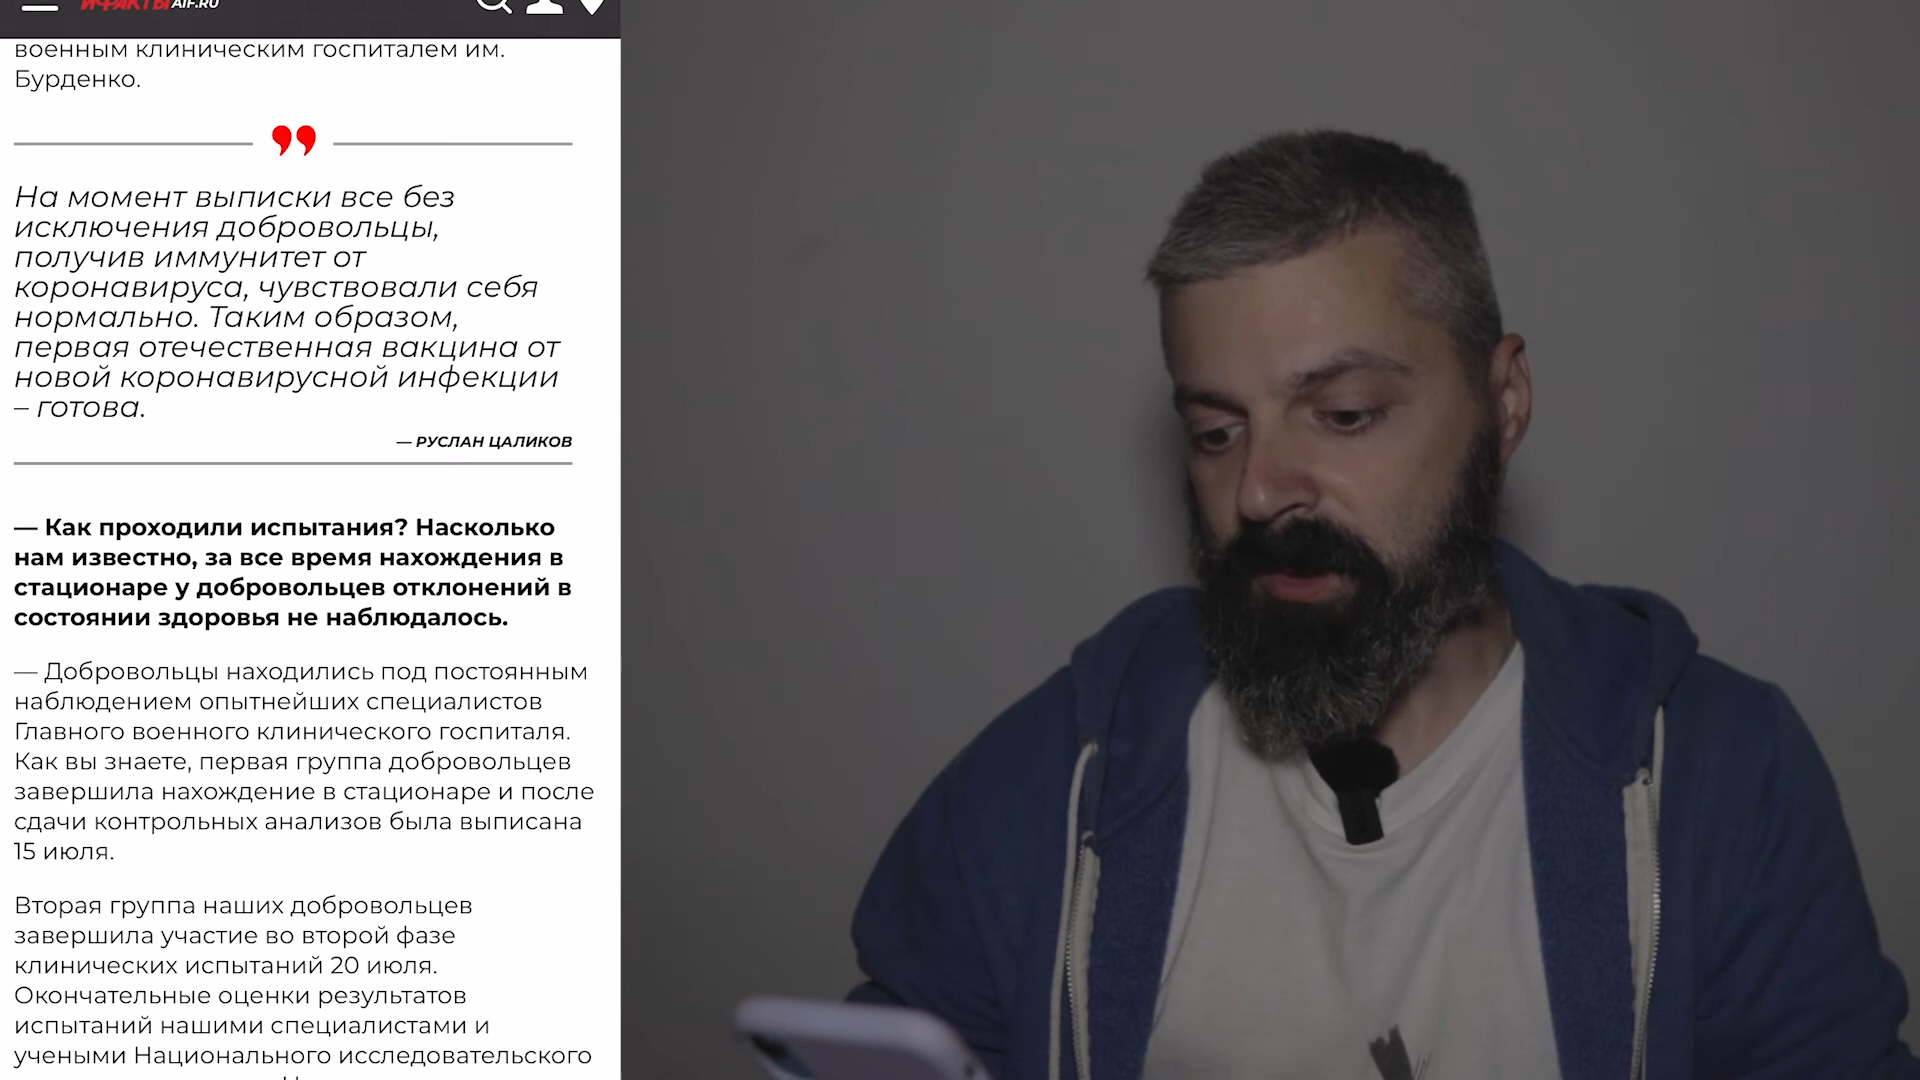 И ФАКТЫ AIF.RU
военным клиническим госпиталем им.
Бурденко.
На момент выписки все без
исключения добровольцы,
получив иммунитет от
коронавируса, чувствовали себя
нормально. Таким образом,
первая отечественная вакцина от
новой коронавирусной инфекции
– готова.
— РУСЛАН ЦАЛИКОВ
— Как проходили испытания? Насколько
нам известно, за все время нахождения в
стационаре у добровольцев отклонений в
состоянии здоровья не наблюдалось.
— Добровольцы находились под постоянным
наблюдением опытнейших специалистов
Главного военного клинического госпиталя.
Как вы знаете, первая группа добровольцев
завершила нахождение в стационаре и после
сдачи контрольных анализов была выписана
15 июля.
Вторая группа наших добровольцев
завершила участие во второй фазе
клинических испытаний 20 июля.
Окончательные оценки результатов
испытаний нашими специалистами и
учеными Национального исследовательского